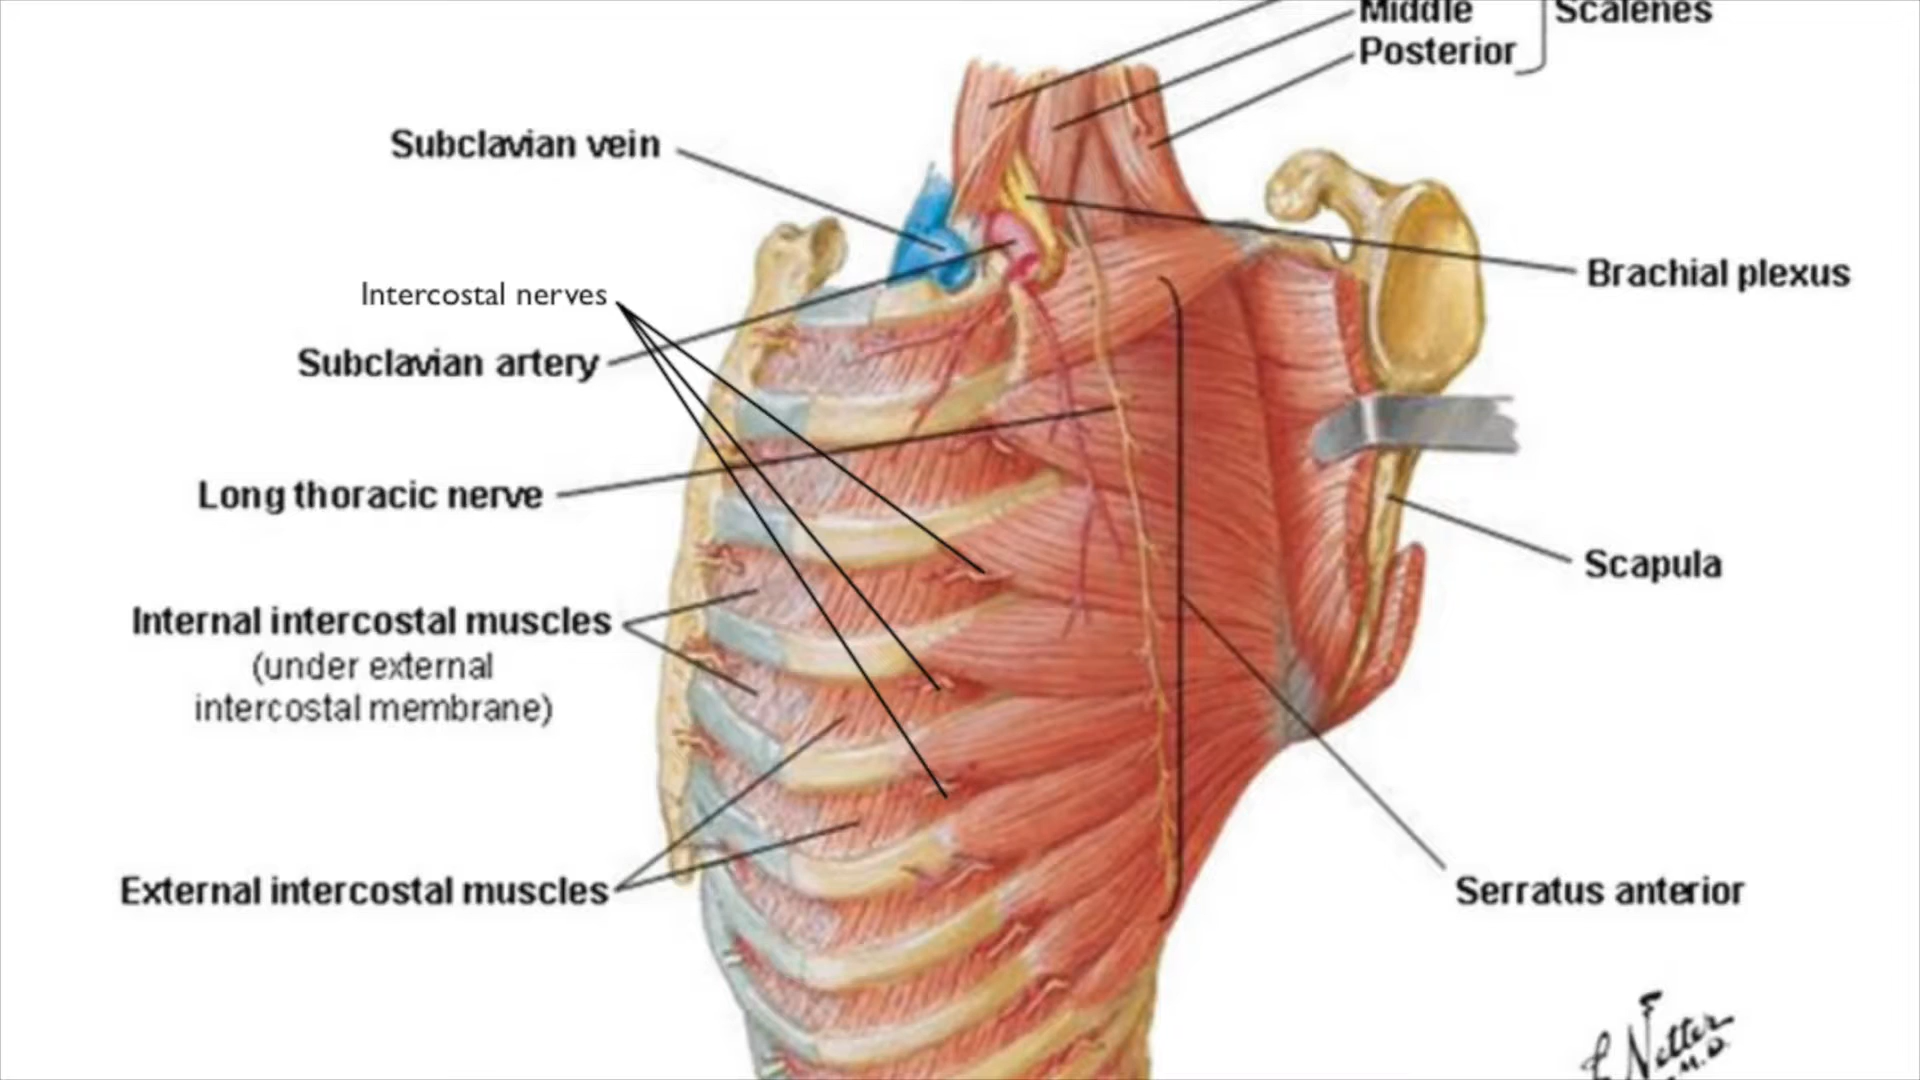 Middle
Scalenes
Posterior
Subclavian vein
Brachial plexus
Intercostal nerves
Subclavian artery
Long thoracic nerve
Scapula
Internal intercostal muscles
(under external
intercostal membrane)
External intercostal muscles
Serratus anterior
F. Netter
M.D.